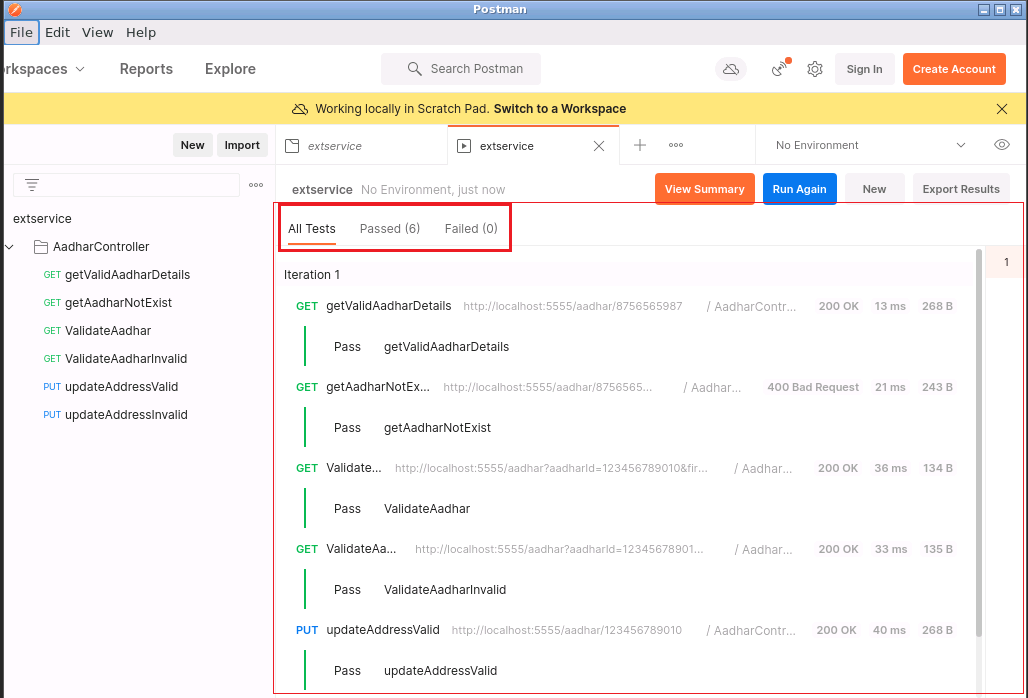 Postman
File Edit View Help
rkspaces Reports Explore Search Postman Sign In Create Account
Working locally in Scratch Pad. Switch to a Workspace
New Import extservice extservice No Environment
extservice No Environment, just now View Summary Run Again New Export Results
extservice
AadharController
GET getValidAadharDetails
GET getAadharNotExist
GET ValidateAadhar
GET ValidateAadharInvalid
PUT updateAddressValid
PUT updateAddressInvalid
All Tests Passed (6) Failed (0)
1
Iteration 1
GET getValidAadharDetails http://localhost:5555/aadhar/8756565987 / AadharContr... 200 OK 13 ms 268 B
Pass getValidAadharDetails
GET getAadharNotEx... http://localhost:5555/aadhar/8756565... / Aadhar... 400 Bad Request 21 ms 243 B
Pass getAadharNotExist
GET Validate... http://localhost:5555/aadhar?aadharId=123456789010&fir... / Aadhar... 200 OK 36 ms 134 B
Pass ValidateAadhar
GET ValidateAa... http://localhost:5555/aadhar?aadharId=12345678901... / Aadhar... 200 OK 33 ms 135 B
Pass ValidateAadharInvalid
PUT updateAddressValid http://localhost:5555/aadhar/123456789010 / AadharContr... 200 OK 40 ms 268 B
Pass updateAddressValid